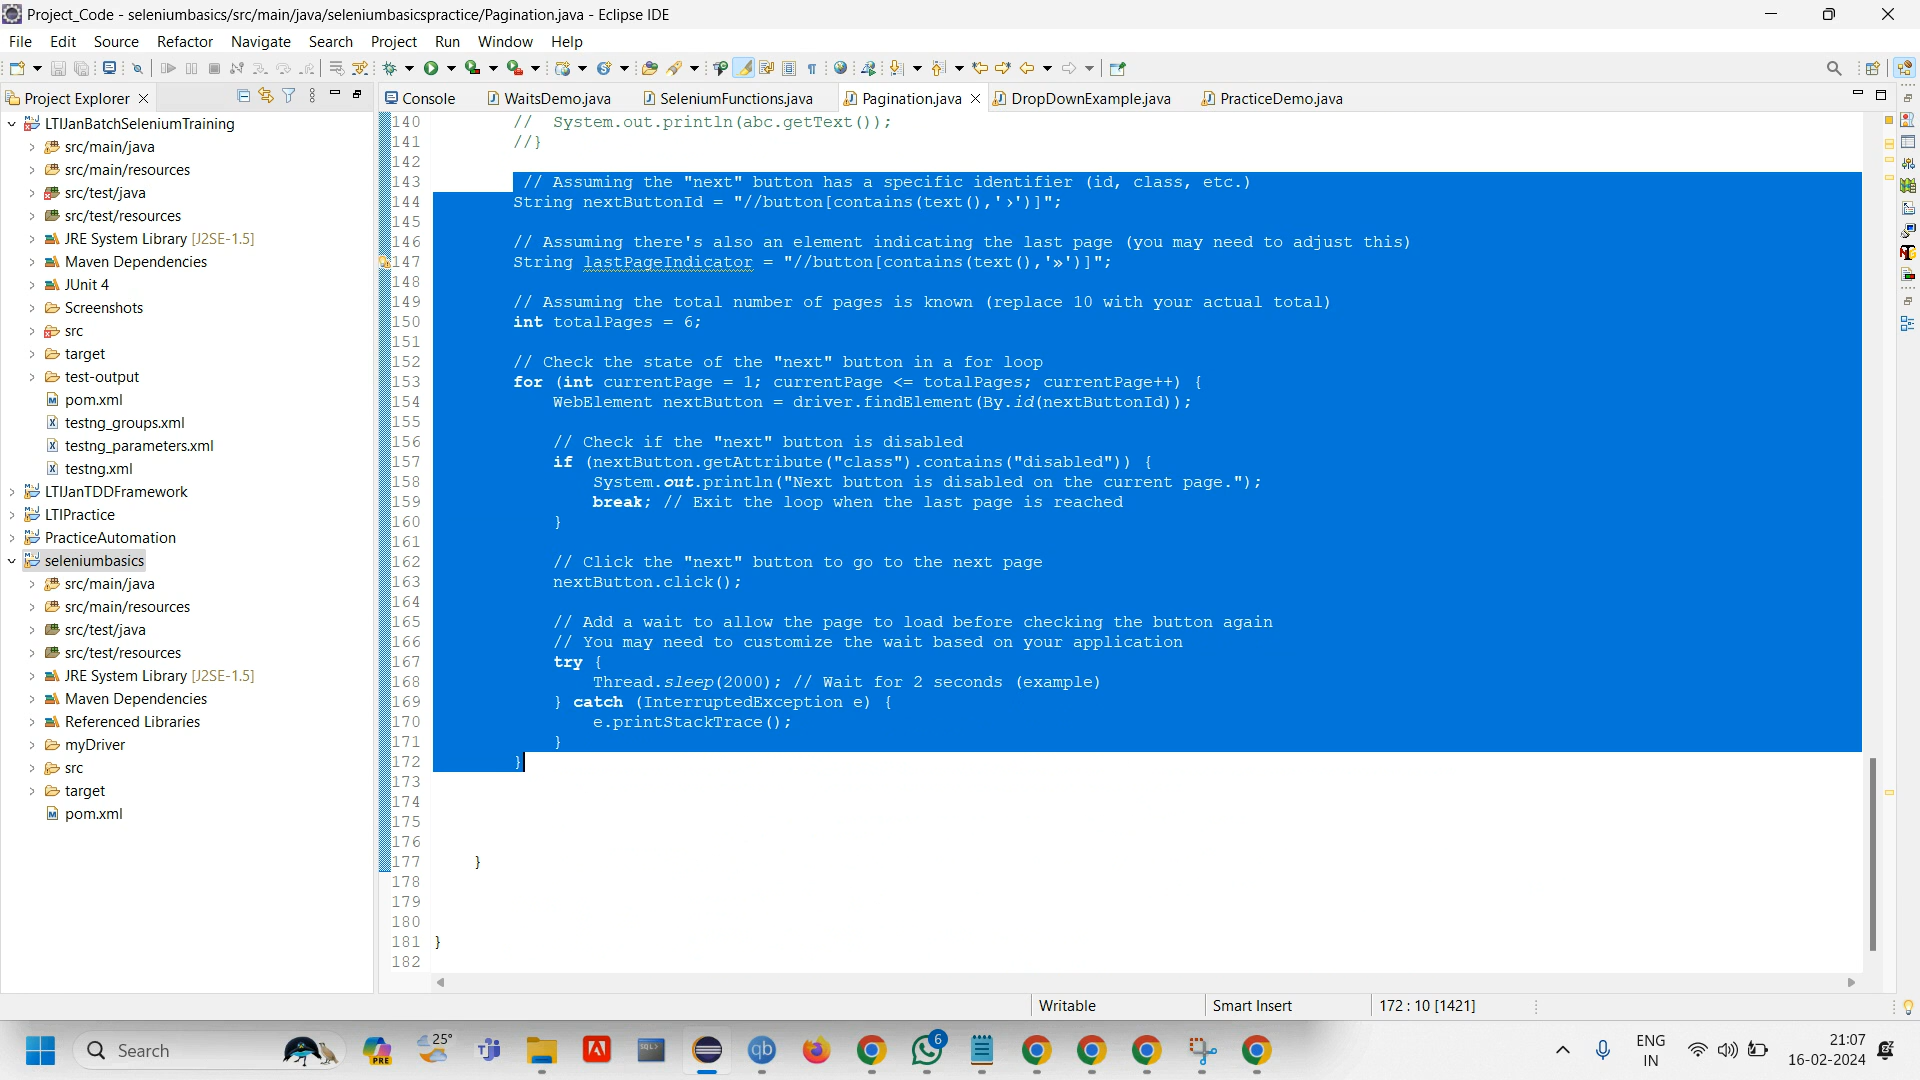 Project_Code - seleniumbasics/src/main/java/seleniumbasicspractice/Pagination.java - Eclipse IDE
File Edit Source Refactor Navigate Search Project Run Window Help
Project Explorer
Console WaitsDemo.java SeleniumFunctions.java Pagination.java DropDownExample.java PracticeDemo.java
LTIJanBatchSeleniumTraining
src/main/java
src/main/resources
src/test/java
src/test/resources
JRE System Library [J2SE-1.5]
Maven Dependencies
JUnit 4
Screenshots
src
target
test-output
pom.xml
testng_groups.xml
testng_parameters.xml
testng.xml
LTIJanTDDFramework
LTIPractice
PracticeAutomation
seleniumbasics
src/main/java
src/main/resources
src/test/java
src/test/resources
JRE System Library [J2SE-1.5]
Maven Dependencies
Referenced Libraries
myDriver
src
target
pom.xml
140 // System.out.println(abc.getText());
141 //}
142
143 // Assuming the "next" button has a specific identifier (id, class, etc.)
144 String nextButtonId = "//button[contains(text(),'›')]";
145
146 // Assuming there's also an element indicating the last page (you may need to adjust this)
147 String lastPageIndicator = "//button[contains(text(),'»')]";
148
149 // Assuming the total number of pages is known (replace 10 with your actual total)
150 int totalPages = 6;
151
152 // Check the state of the "next" button in a for loop
153 for (int currentPage = 1; currentPage <= totalPages; currentPage++) {
154 WebElement nextButton = driver.findElement(By.id(nextButtonId));
155
156 // Check if the "next" button is disabled
157 if (nextButton.getAttribute("class").contains("disabled")) {
158 System.out.println("Next button is disabled on the current page.");
159 break; // Exit the loop when the last page is reached
160 }
161
162 // Click the "next" button to go to the next page
163 nextButton.click();
164
165 // Add a wait to allow the page to load before checking the button again
166 // You may need to customize the wait based on your application
167 try {
168 Thread.sleep(2000); // Wait for 2 seconds (example)
169 } catch (InterruptedException e) {
170 e.printStackTrace();
171 }
172 }
173
174
175
176
177 }
178
179
180
181 }
182
Writable Smart Insert 172 : 10 [1421]
Search PRE 25° SQL> qb 6 ENG 21:07
IN 16-02-2024